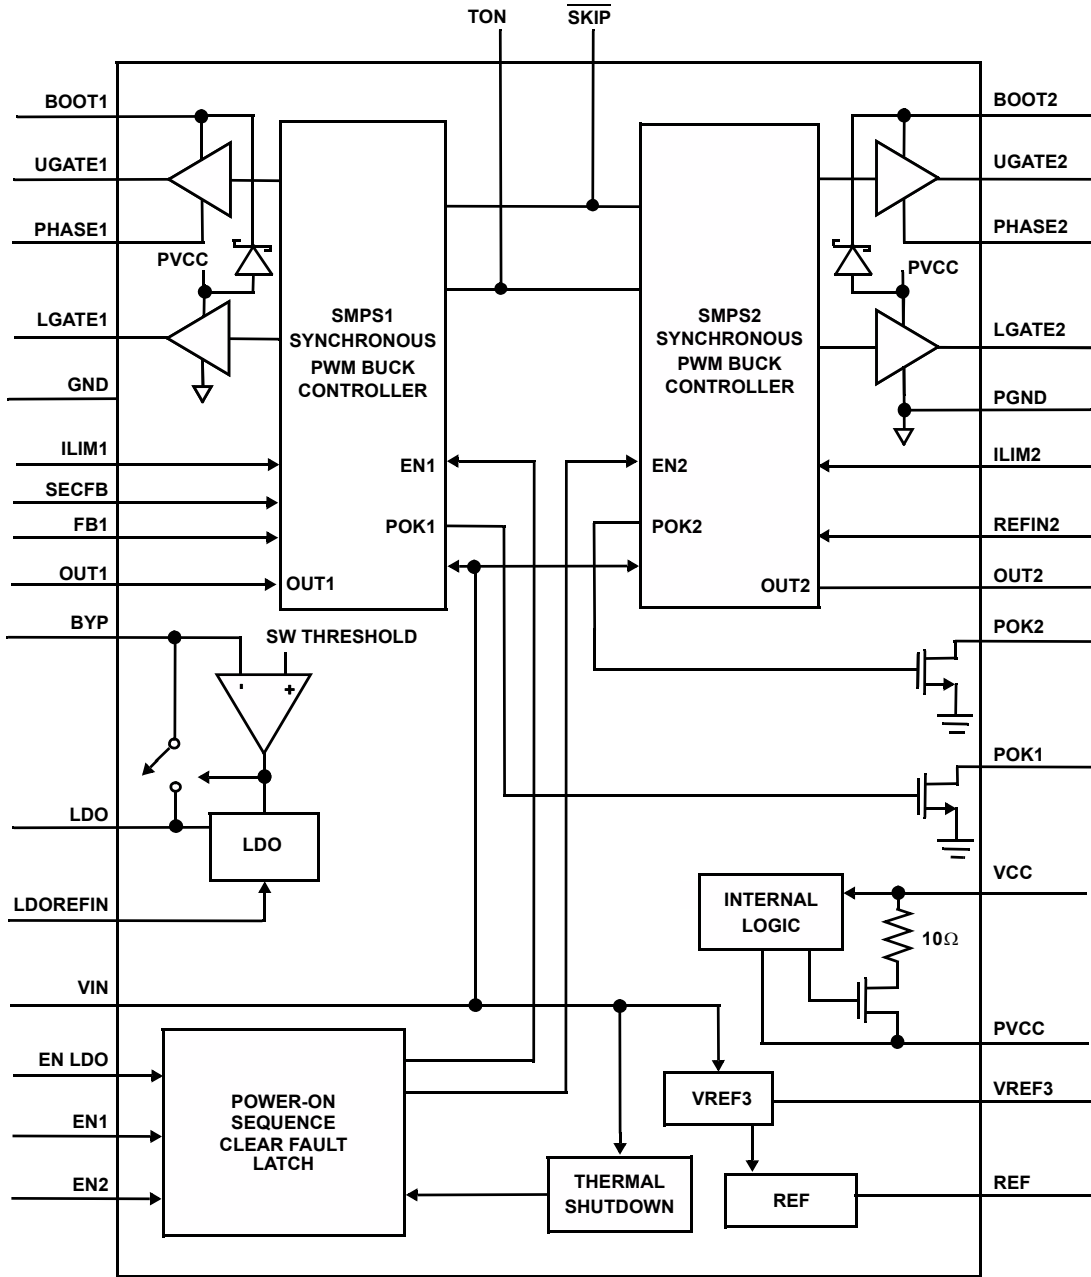 TON
SKIP
BOOT1
BOOT2
UGATE1
UGATE2
PHASE1
PHASE2
PVCC
PVCC
LGATE1
LGATE2
SMPS1
SYNCHRONOUS
PWM BUCK
CONTROLLER
SMPS2
SYNCHRONOUS
PWM BUCK
CONTROLLER
GND
PGND
ILIM1
EN1
EN2
ILIM2
SECFB
FB1
POK1
POK2
REFIN2
OUT1
OUT1
OUT2
OUT2
BYP
SW THRESHOLD
POK2
- +
POK1
LDO
LDO
VCC
INTERNAL
LOGIC
10Ω
LDOREFIN
VIN
PVCC
EN LDO
EN1
EN2
POWER-ON
SEQUENCE
CLEAR FAULT
LATCH
VREF3
VREF3
THERMAL
SHUTDOWN
REF
REF